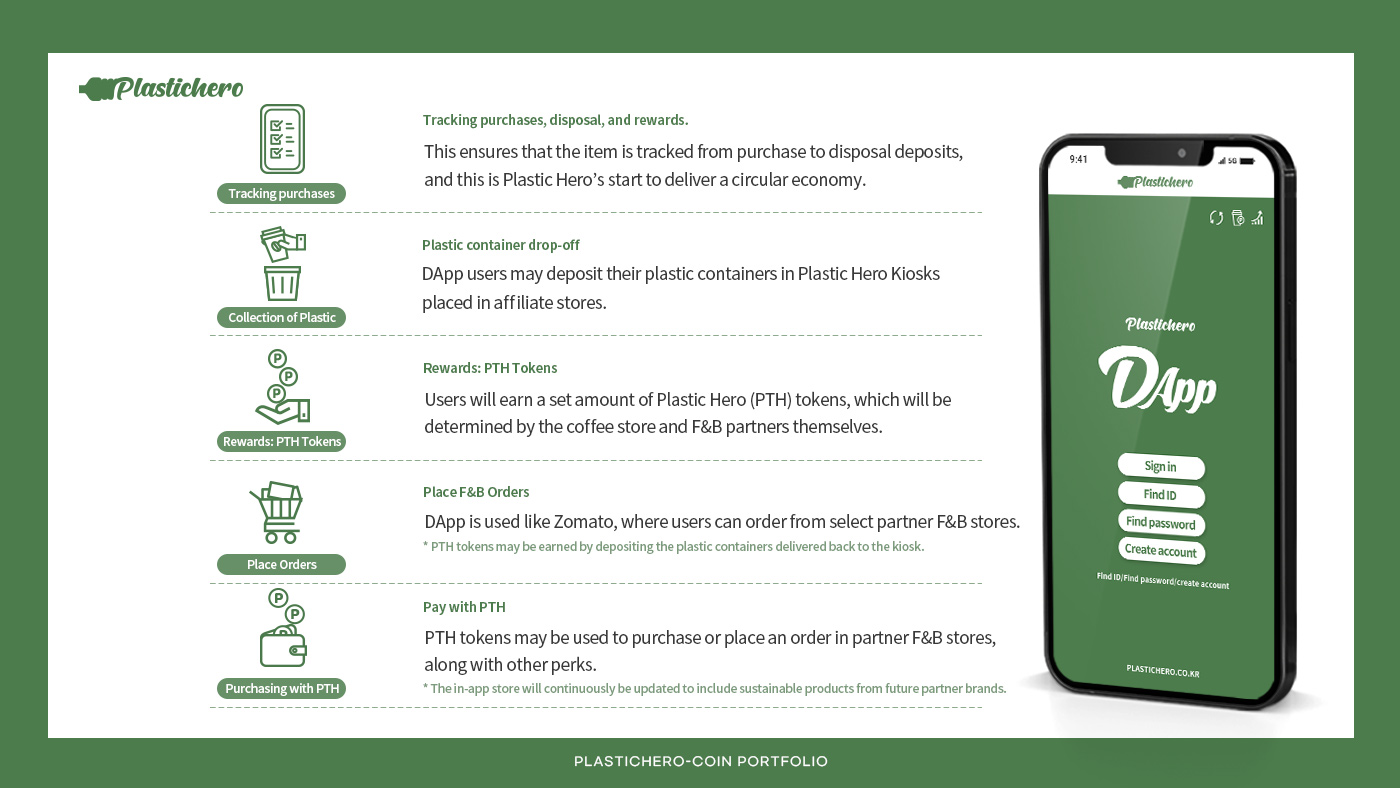 Plastichero
Tracking purchases
Tracking purchases, disposal, and rewards.
This ensures that the item is tracked from purchase to disposal deposits,
and this is Plastic Hero’s start to deliver a circular economy.
Collection of Plastic
Plastic container drop-off
DApp users may deposit their plastic containers in Plastic Hero Kiosks
placed in affiliate stores.
P
P
P
Rewards: PTH Tokens
Rewards: PTH Tokens
Users will earn a set amount of Plastic Hero (PTH) tokens, which will be
determined by the coffee store and F&B partners themselves.
Place Orders
Place F&B Orders
DApp is used like Zomato, where users can order from select partner F&B stores.
* PTH tokens may be earned by depositing the plastic containers delivered back to the kiosk.
P
P
Purchasing with PTH
Pay with PTH
PTH tokens may be used to purchase or place an order in partner F&B stores,
along with other perks.
* The in-app store will continuously be updated to include sustainable products from future partner brands.
9:41
5G
Plastichero
Plastichero
DApp
Sign in
Find ID
Find password
Create account
Find ID/Find password/create account
PLASTICHERO.CO.KR
PLASTICHERO-COIN PORTFOLIO